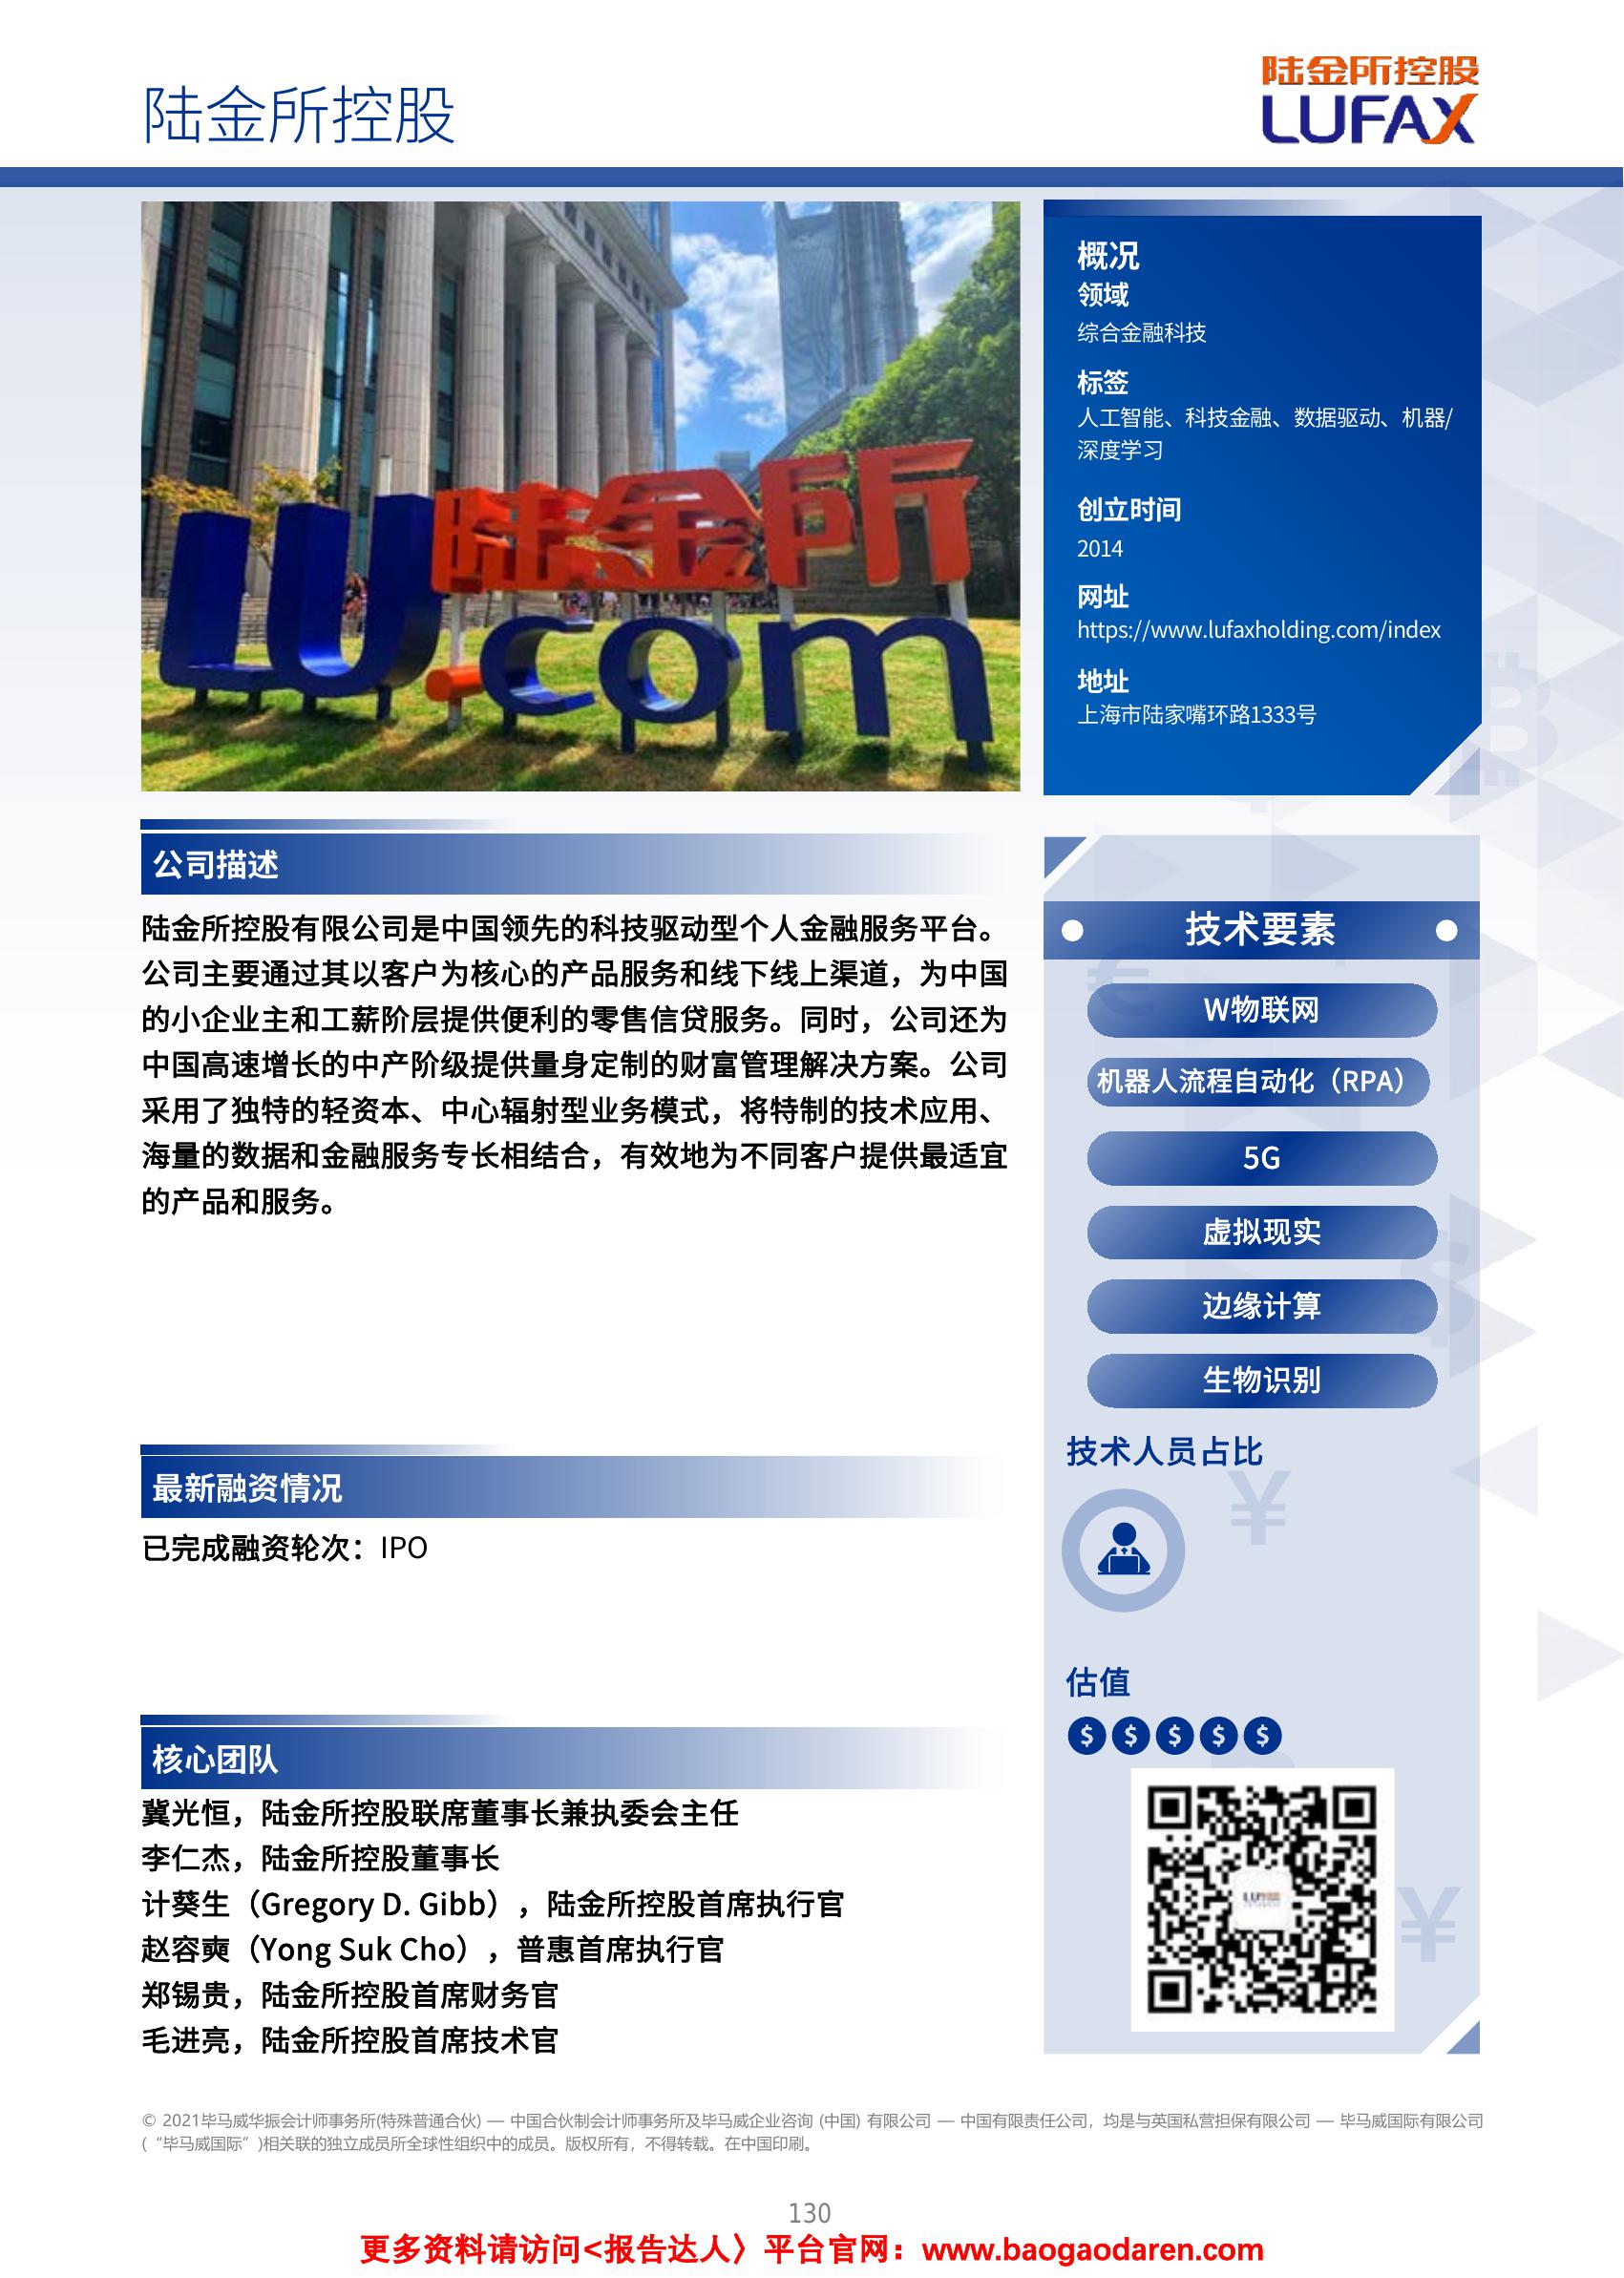 陆金所控股
陆金所控股
LUFAX
陆金所
LU.com
概况
领域
综合金融科技
标签
人工智能、科技金融、数据驱动、机器/
深度学习
创立时间
2014
网址
https://www.lufaxholding.com/index
地址
上海市陆家嘴环路1333号
公司描述
陆金所控股有限公司是中国领先的科技驱动型个人金融服务平台。
公司主要通过其以客户为核心的产品服务和线下线上渠道，为中国
的小企业主和工薪阶层提供便利的零售信贷服务。同时，公司还为
中国高速增长的中产阶级提供量身定制的财富管理解决方案。公司
采用了独特的轻资本、中心辐射型业务模式，将特制的技术应用、
海量的数据和金融服务专长相结合，有效地为不同客户提供最适宜
的产品和服务。
最新融资情况
已完成融资轮次：IPO
核心团队
冀光恒，陆金所控股联席董事长兼执委会主任
李仁杰，陆金所控股董事长
计葵生（Gregory D. Gibb），陆金所控股首席执行官
赵容奭（Yong Suk Cho），普惠首席执行官
郑锡贵，陆金所控股首席财务官
毛进亮，陆金所控股首席技术官
技术要素
W物联网
机器人流程自动化（RPA）
5G
虚拟现实
边缘计算
生物识别
技术人员占比
估值
$ $ $ $ $
© 2021毕马威华振会计师事务所(特殊普通合伙) — 中国合伙制会计师事务所及毕马威企业咨询 (中国) 有限公司 — 中国有限责任公司，均是与英国私营担保有限公司 — 毕马威国际有限公司
(“毕马威国际”)相关联的独立成员所全球性组织中的成员。版权所有，不得转载。在中国印刷。
130
更多资料请访问<报告达人〉平台官网：www.baogaodaren.com